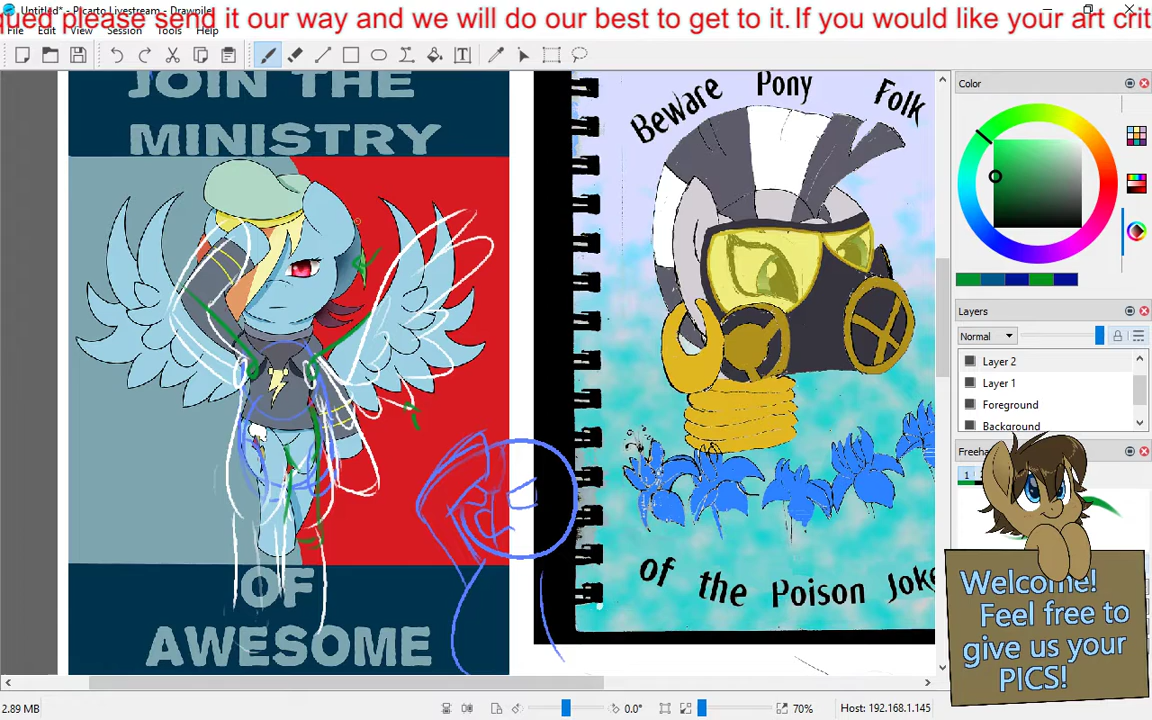 Untitled* - Picarto Livestream - Drawpile
ued please send it our way and we will do our best to get to it. If you would like your art crit
File Edit View Session Tools Help
JOIN THE
MINISTRY
OF
AWESOME
Beware Pony Folk
of the Poison Joke
Color
Layers
Normal
Layer 2
Layer 1
Foreground
Background
Freeha
1
Welcome!
Feel free to
give us your
PICS!
2.89 MB
0.0°
70%
Host: 192.168.1.145